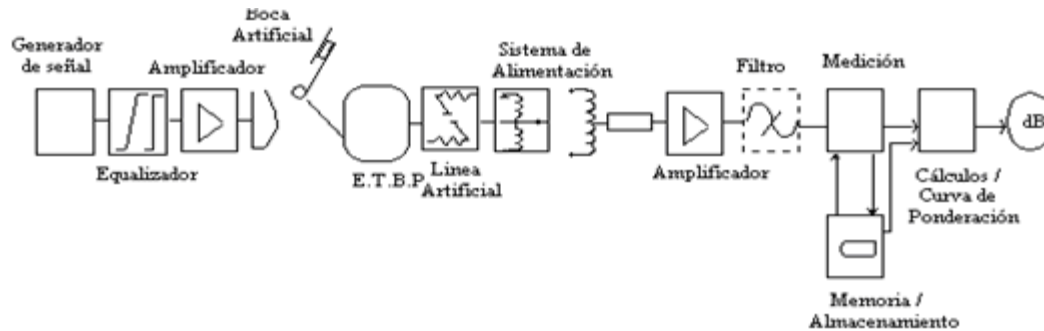 Boca
Artificial
Generador
de señal
Amplificador
Sistema de
Alimentación
Filtro
Medición
dB
Equalizador
E.T.B.P
Linea
Artificial
Amplificador
Cálculos /
Curva de
Ponderación
Memoria /
Almacenamiento